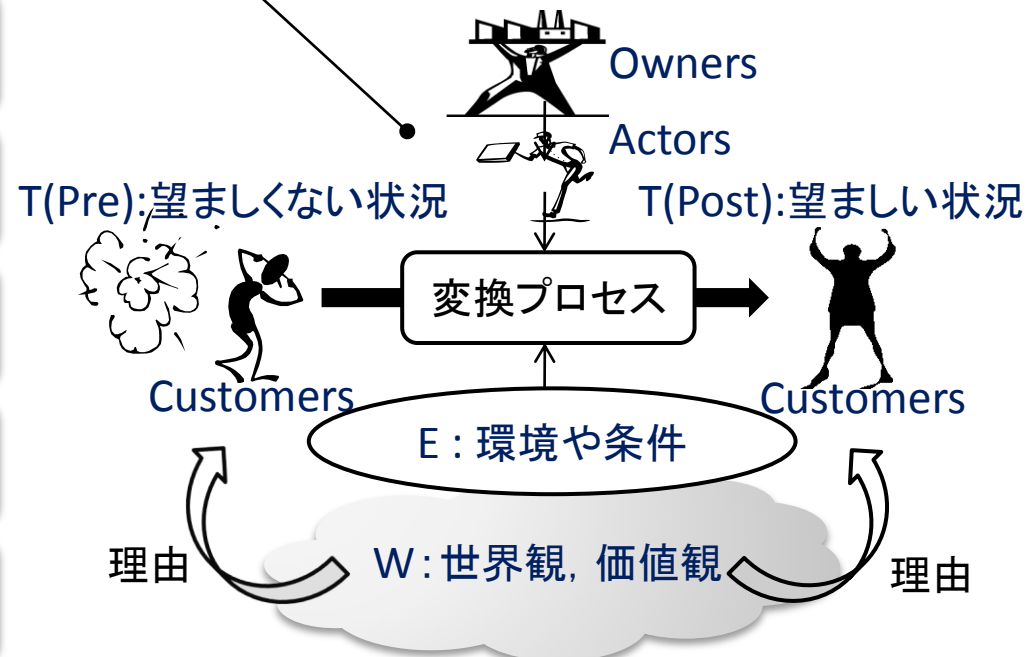 Owners
Actors
T(Pre):望ましくない状況
T(Post):望ましい状況
変換プロセス
Customers
Customers
E : 環境や条件
W : 世界観, 価値観
理由
理由